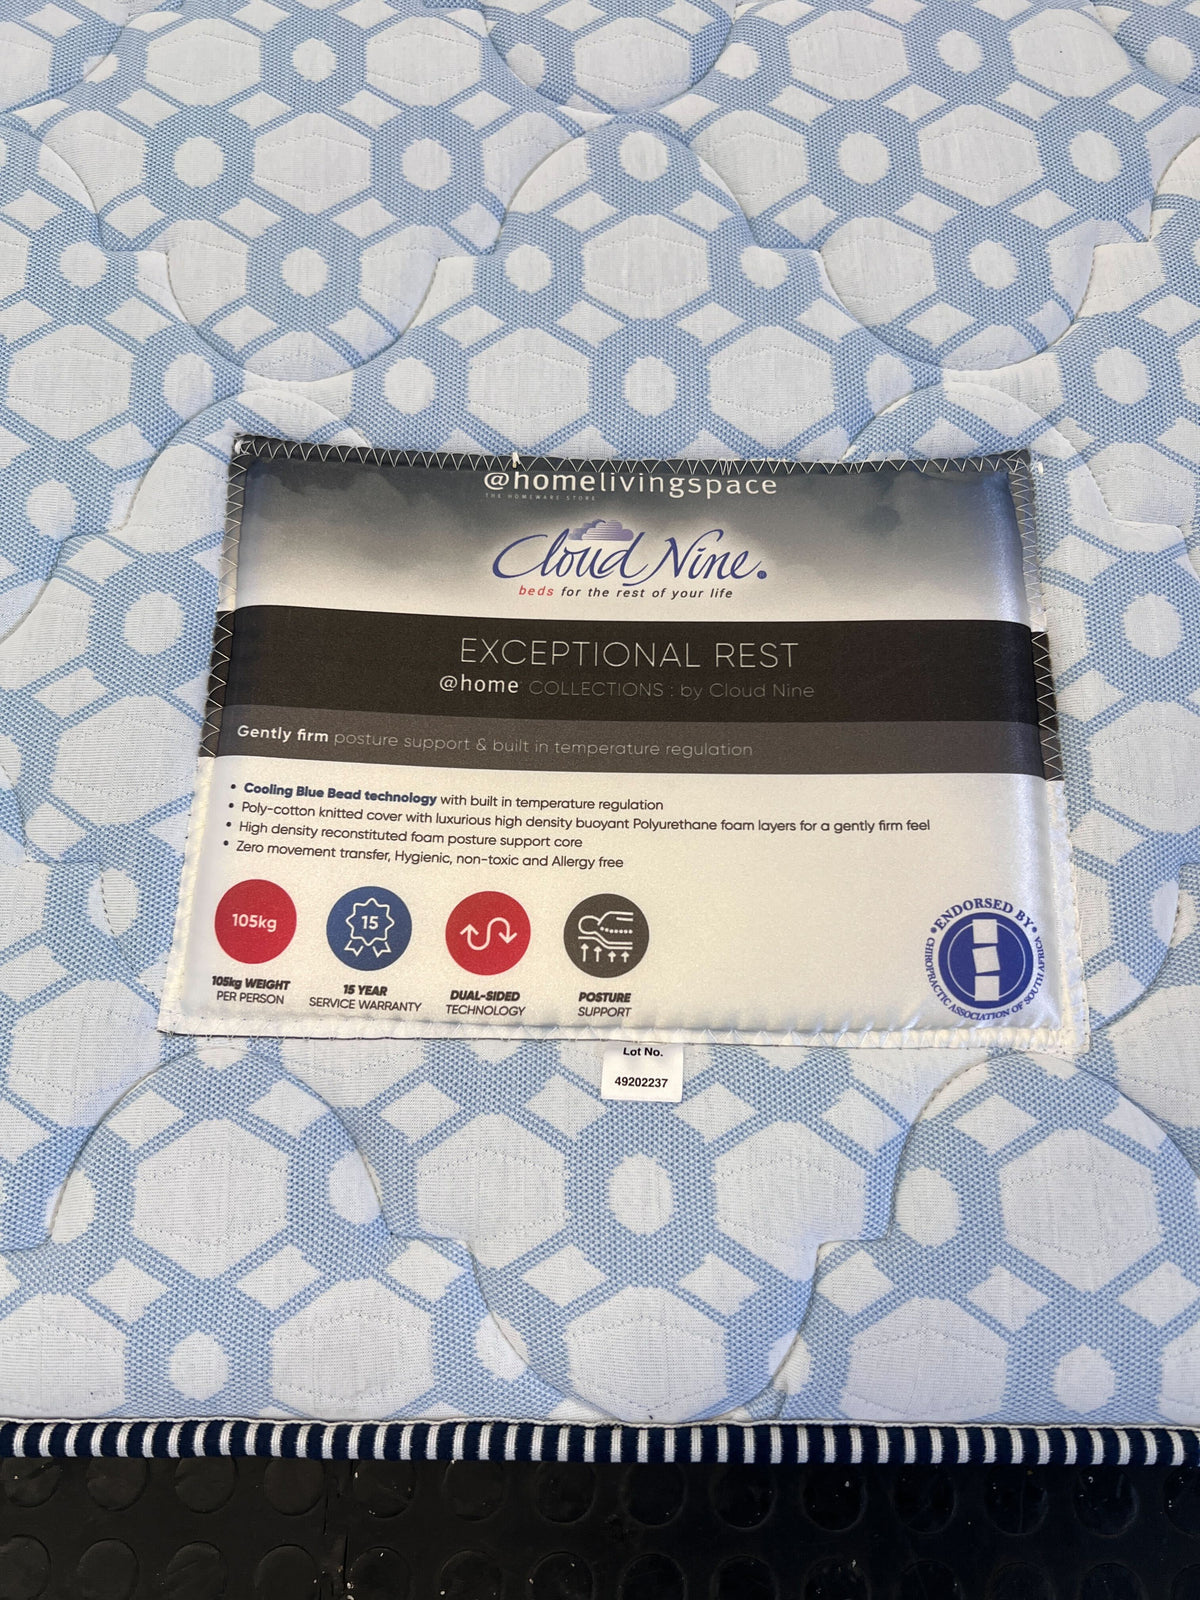 @homelivingspace
THE HOMEWARE STORE
Cloud Nine.
beds for the rest of your life
EXCEPTIONAL REST
@home COLLECTIONS : by Cloud Nine
Gently firm posture support & built in temperature regulation
• Cooling Blue Bead technology with built in temperature regulation
• Poly-cotton knitted cover with luxurious high density buoyant Polyurethane foam layers for a gently firm feel
• High density reconstituted foam posture support core
• Zero movement transfer, Hygienic, non-toxic and Allergy free
105kg
105kg WEIGHT
PER PERSON
15
15 YEAR
SERVICE WARRANTY
DUAL-SIDED
TECHNOLOGY
POSTURE
SUPPORT
•ENDORSED BY•
CHIROPRACTIC ASSOCIATION OF SOUTH AFRICA
Lot No.
49202237